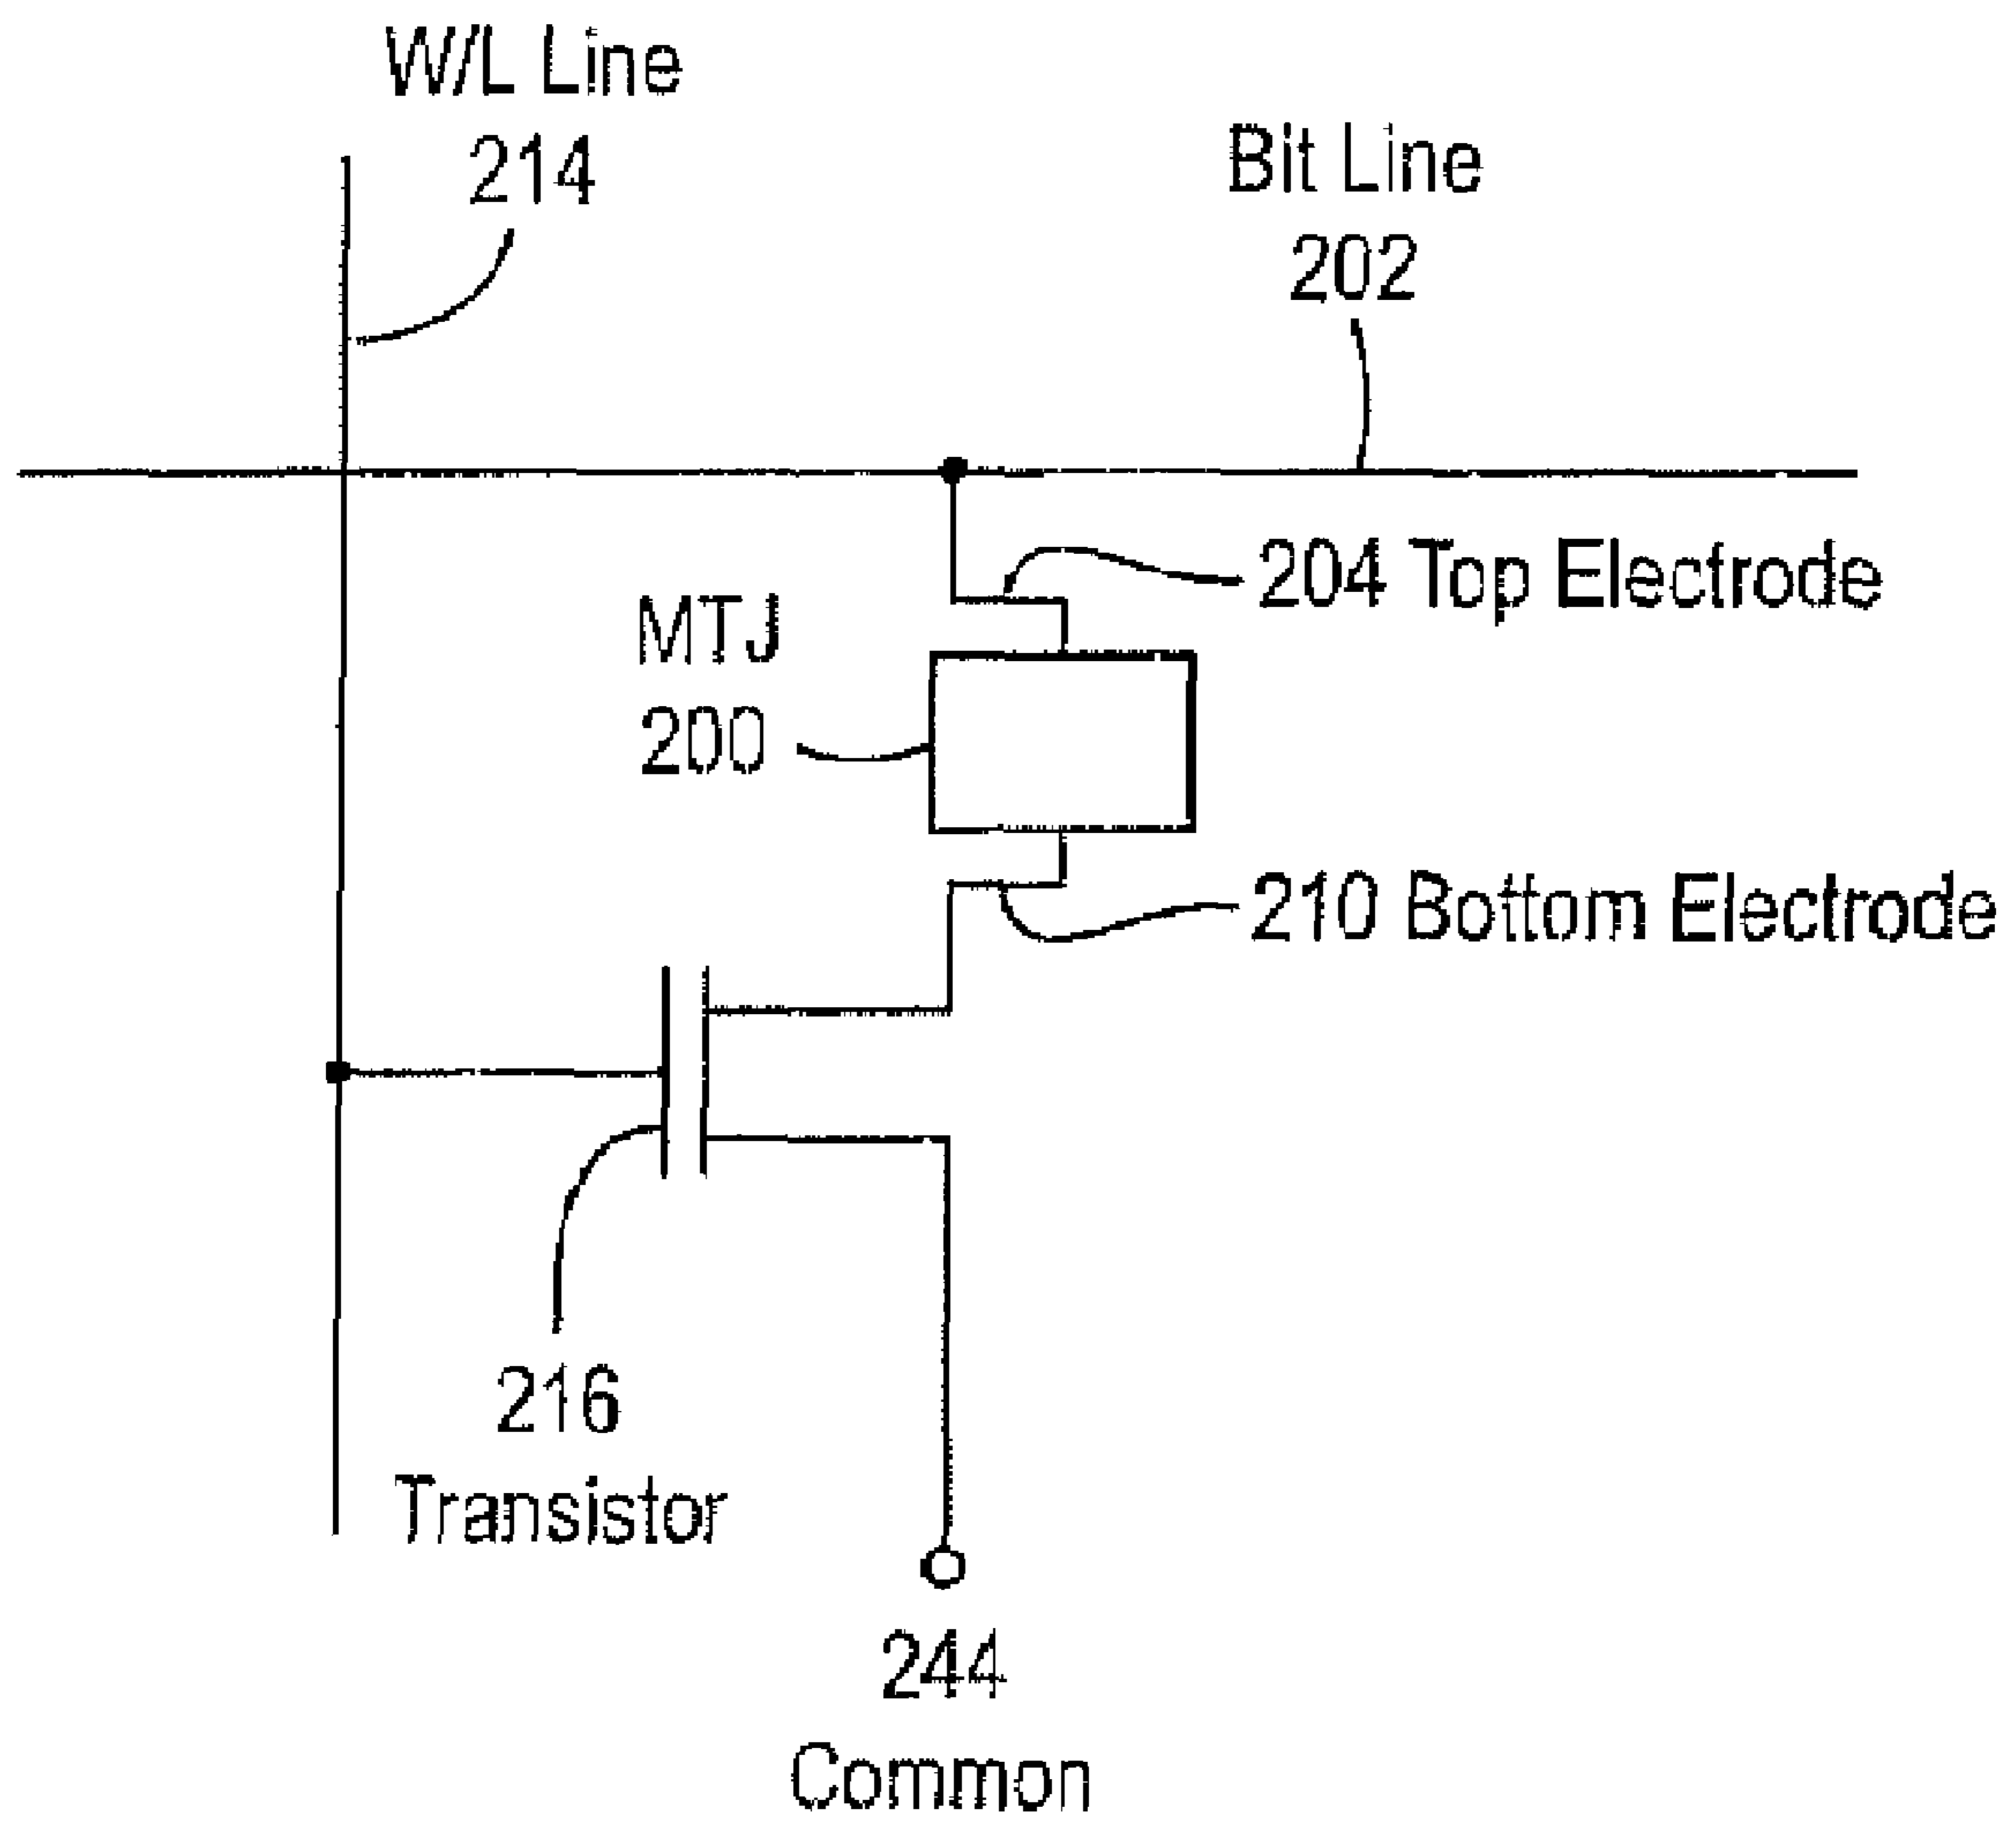 W/L Line
214
Bit Line
202
204 Top Electrode
MTJ
200
210 Bottom Electrode
216
Transistor
244
Common